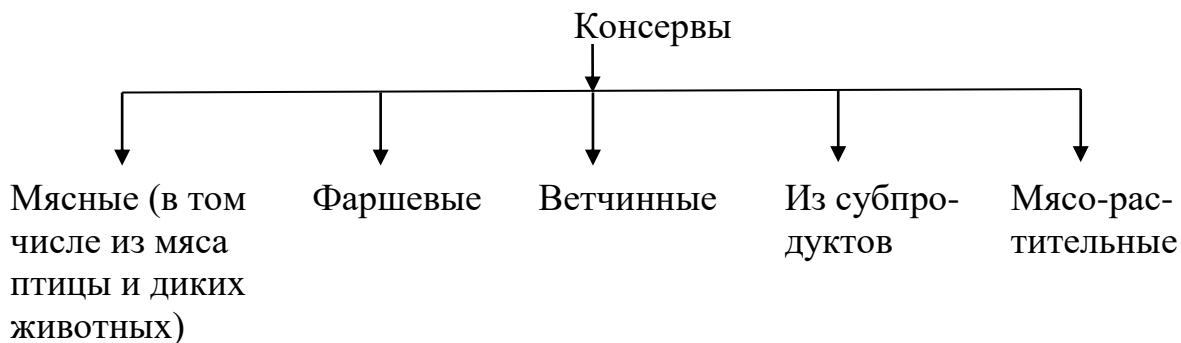 Консервы
Мясные (в том
числе из мяса
птицы и диких
животных)
Фаршевые
Ветчинные
Из субпро-
дуктов
Мясо-рас-
тительные